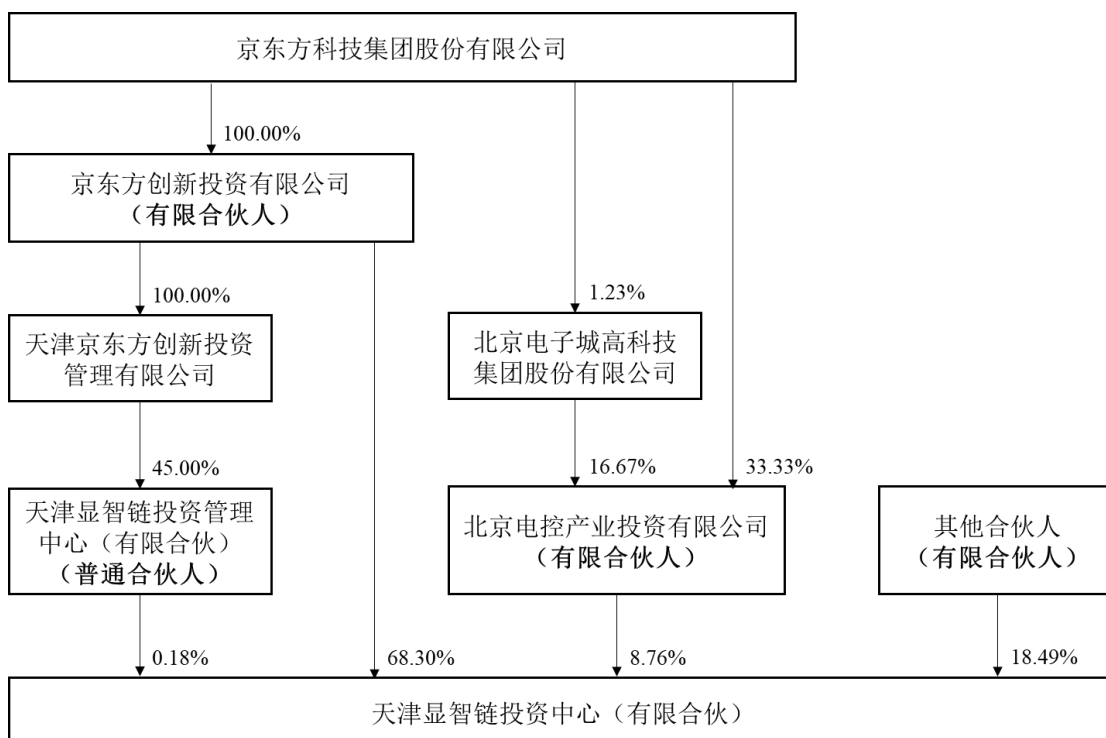 京东方科技集团股份有限公司
100.00%
京东方创新投资有限公司
（有限合伙人）
100.00%
1.23%
天津京东方创新投资
管理有限公司
北京电子城高科技
集团股份有限公司
45.00%
16.67%
33.33%
天津显智链投资管理
中心（有限合伙）
（普通合伙人）
北京电控产业投资有限公司
（有限合伙人）
其他合伙人
（有限合伙人）
0.18%
68.30%
8.76%
18.49%
天津显智链投资中心（有限合伙）